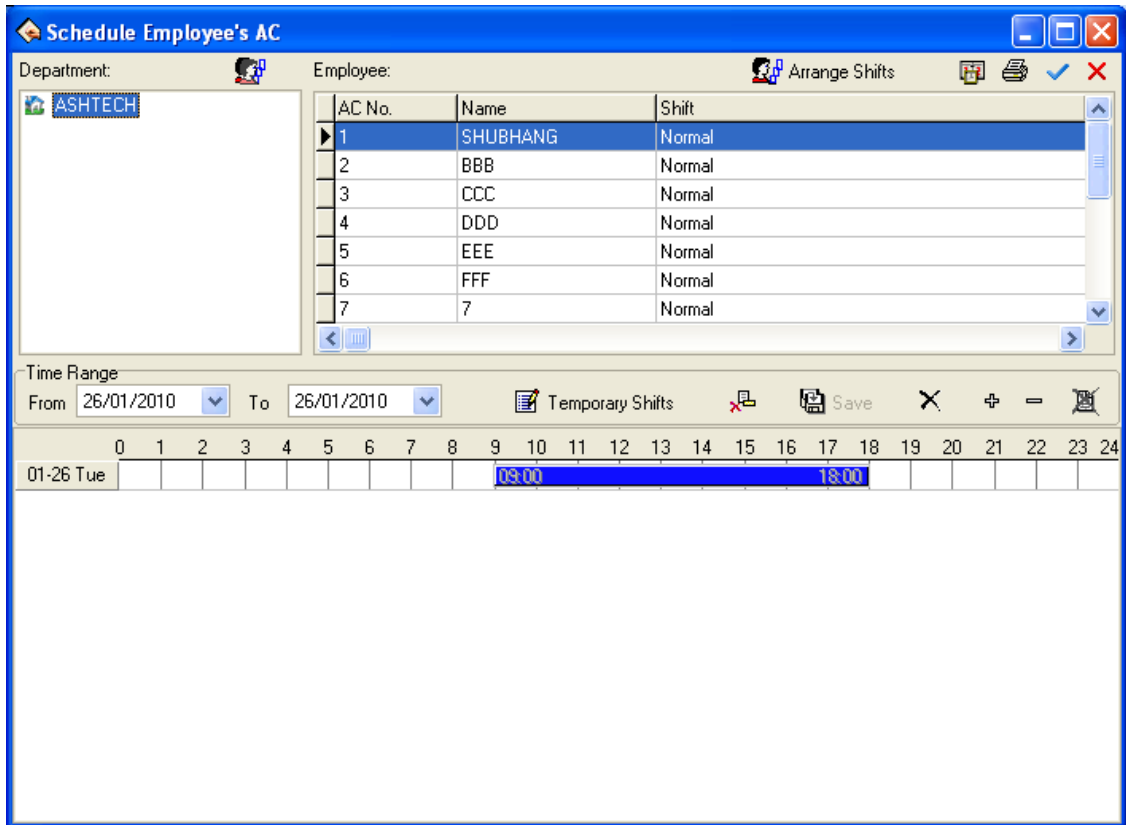 Schedule Employee's AC
Department:
Employee:
Arrange Shifts
ASHTECH
AC No. Name Shift
1 SHUBHANG Normal
2 BBB Normal
3 CCC Normal
4 DDD Normal
5 EEE Normal
6 FFF Normal
7 7 Normal
Time Range
From 26/01/2010 To 26/01/2010 Temporary Shifts Save
0 1 2 3 4 5 6 7 8 9 10 11 12 13 14 15 16 17 18 19 20 21 22 23 24
01-26 Tue 09:00 18:00